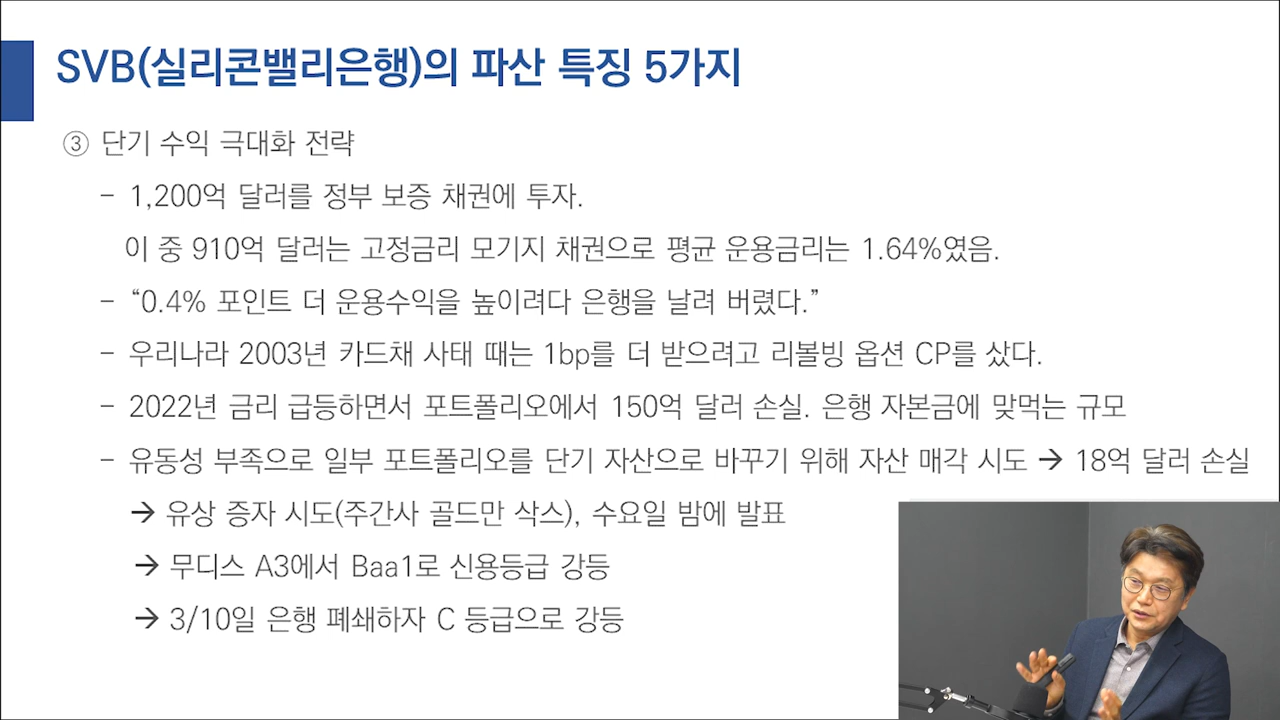 SVB(실리콘밸리은행)의 파산 특징 5가지
③ 단기 수익 극대화 전략
- 1,200억 달러를 정부 보증 채권에 투자.
이 중 910억 달러는 고정금리 모기지 채권으로 평균 운용금리는 1.64%였음.
- “0.4% 포인트 더 운용수익을 높이려다 은행을 날려 버렸다.”
- 우리나라 2003년 카드채 사태 때는 1bp를 더 받으려고 리볼빙 옵션 CP를 샀다.
- 2022년 금리 급등하면서 포트폴리오에서 150억 달러 손실. 은행 자본금에 맞먹는 규모
- 유동성 부족으로 일부 포트폴리오를 단기 자산으로 바꾸기 위해 자산 매각 시도 → 18억 달러 손실
→ 유상 증자 시도(주간사 골드만 삭스), 수요일 밤에 발표
→ 무디스 A3에서 Baa1로 신용등급 강등
→ 3/10일 은행 폐쇄하자 C 등급으로 강등